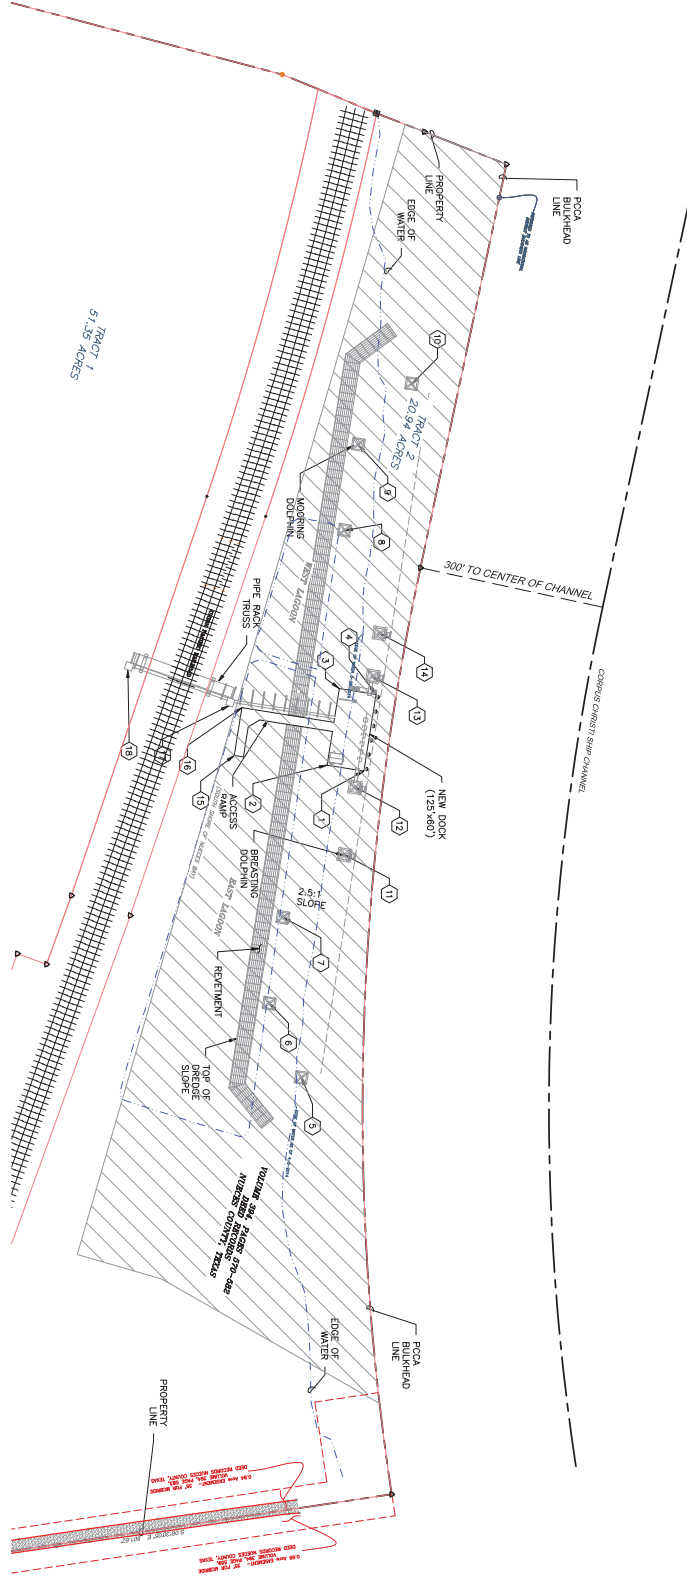 PCCA
BULKHEAD
LINE
PROPERTY
LINE
EDGE OF
WATER
TRACT 1
51.35 ACRES
10
TRACT 2
20.94 ACRES
9
MOORING
DOLPHIN
8
WEST LAGOON
300' TO CENTER OF CHANNEL
CORPUS CHRISTI SHIP CHANNEL
PIPE RACK
TRUSS
14
4
3
13
18
16
15
ACCESS
RAMP
2
1
12
NEW DOCK
(125'x60')
11
BREASTING
DOLPHIN
2.5:1
SLOPE
EAST LAGOON
7
REVETMENT
6
TOP OF
DREDGE
SLOPE
5
VOLUME 394, PAGES 570-582
DEED RECORDS
NUECES COUNTY, TEXAS
EDGE OF
WATER
PCCA
BULKHEAD
LINE
PROPERTY
LINE